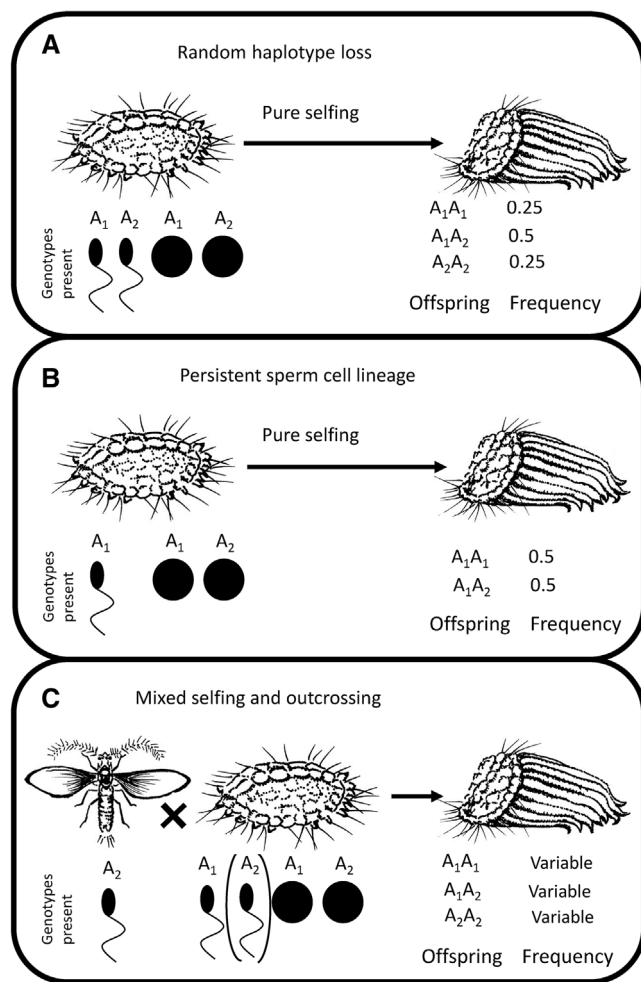 A
Random haplotype loss
Pure selfing
A₁ A₂ A₁ A₂
Genotypes
present
A₁A₁ 0.25
A₁A₂ 0.5
A₂A₂ 0.25
Offspring Frequency
B
Persistent sperm cell lineage
Pure selfing
A₁ A₁ A₂
Genotypes
present
A₁A₁ 0.5
A₁A₂ 0.5
Offspring Frequency
C
Mixed selfing and outcrossing
A₂ A₁ (A₂) A₁ A₂
Genotypes
present
A₁A₁ Variable
A₁A₂ Variable
A₂A₂ Variable
Offspring Frequency